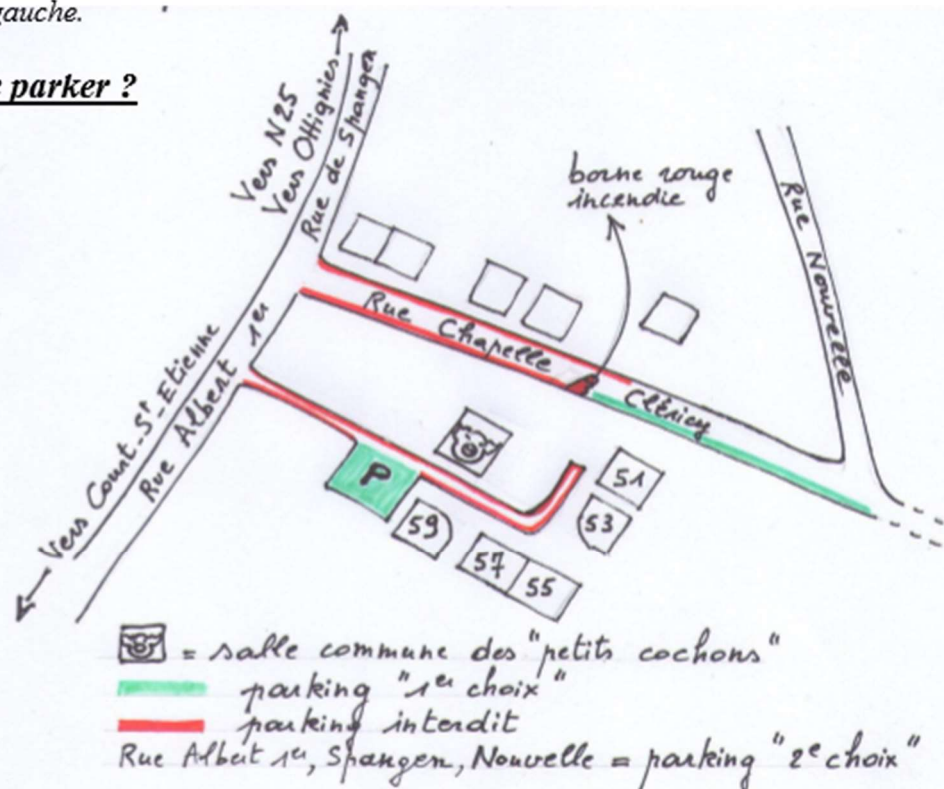 gauche.
parker ?
Vers N25
Vers Ottignies
Rue de Spangen
borne rouge
incendie
Rue Nouvelle
Rue Chapelle
Cléricy
Vers Court-St-Etienne
Rue Albert 1er
P
51
53
59
57
55
= salle commune des "petits cochons"
parking "1er choix"
parking interdit
Rue Albert 1er, Spangen, Nouvelle = parking "2e choix"